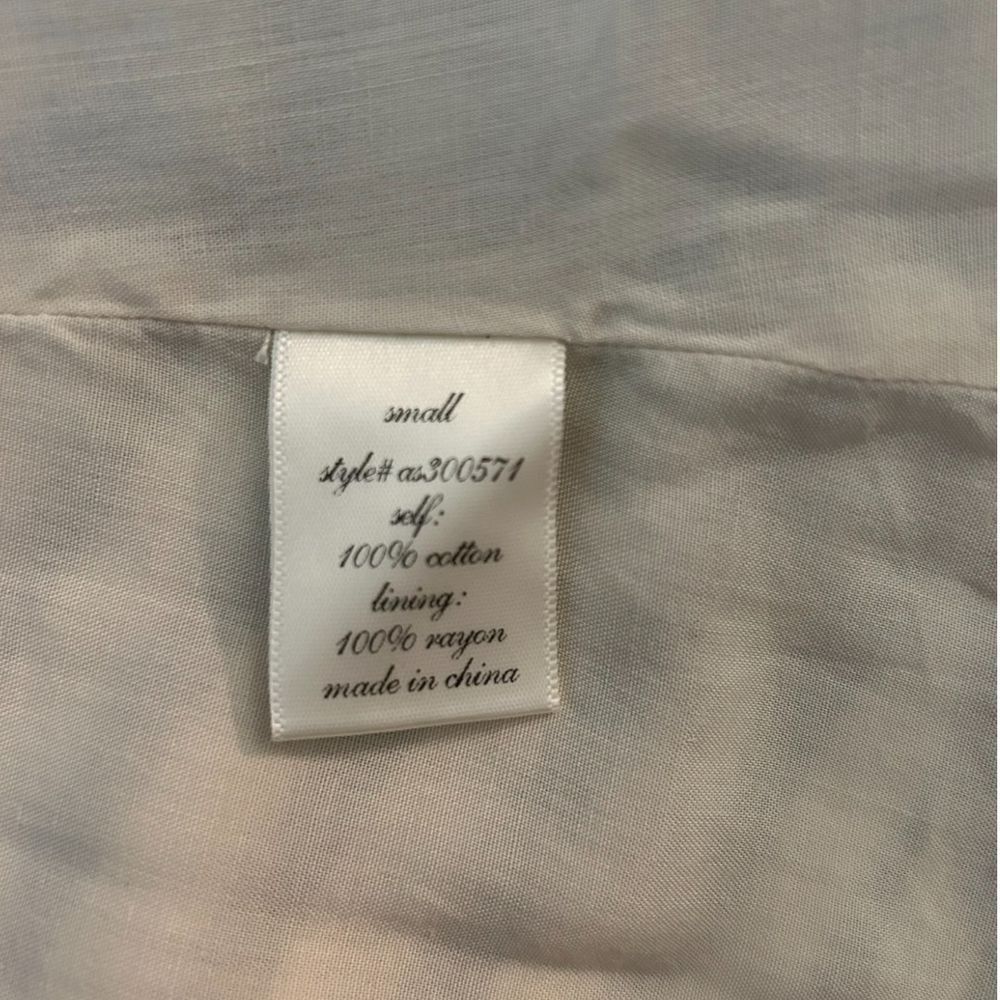 small
style# as300571
self:
100% cotton
lining:
100% rayon
made in china